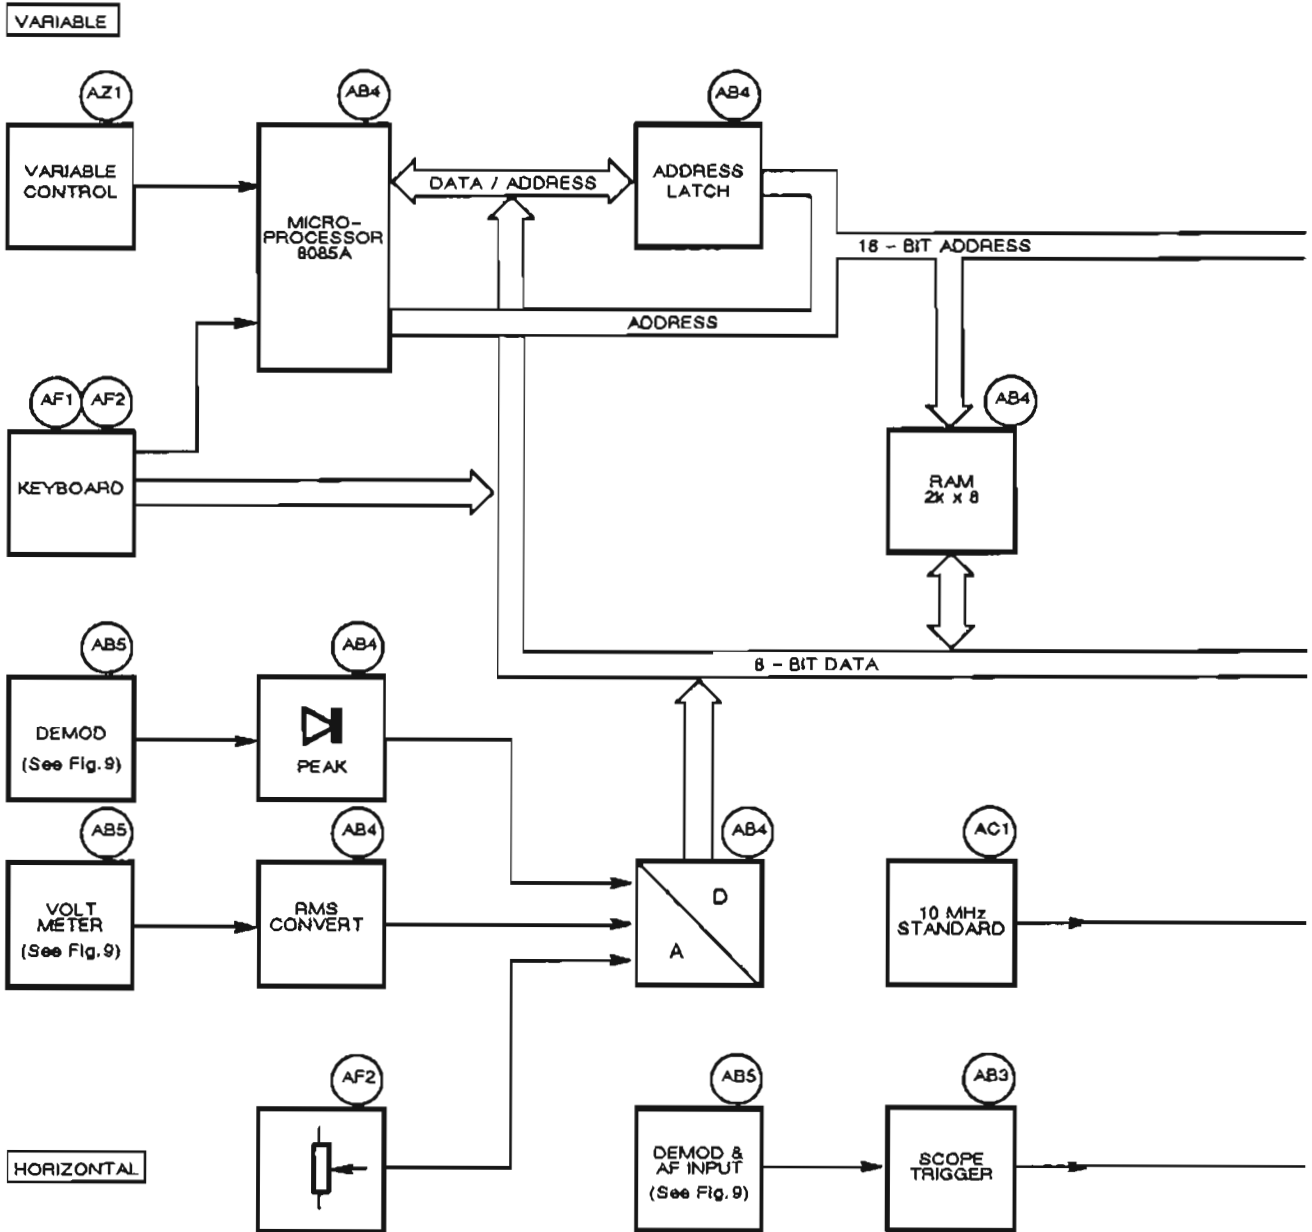 VARIABLE
AZ1
AB4
AB4
VARIABLE
CONTROL
MICRO-
PROCESSOR
8085A
DATA / ADDRESS
ADDRESS
LATCH
16 - BIT ADDRESS
ADDRESS
AF1
AF2
AB4
KEYBOARD
RAM
2k x 8
AB5
AB4
8 - BIT DATA
DEMOD
(See Fig.9)
PEAK
AB5
AB4
AB4
AC1
VOLT
METER
(See Fig.9)
RMS
CONVERT
D
A
10 MHz
STANDARD
AF2
AB5
AB3
HORIZONTAL
DEMOD &
AF INPUT
(See Fig.9)
SCOPE
TRIGGER